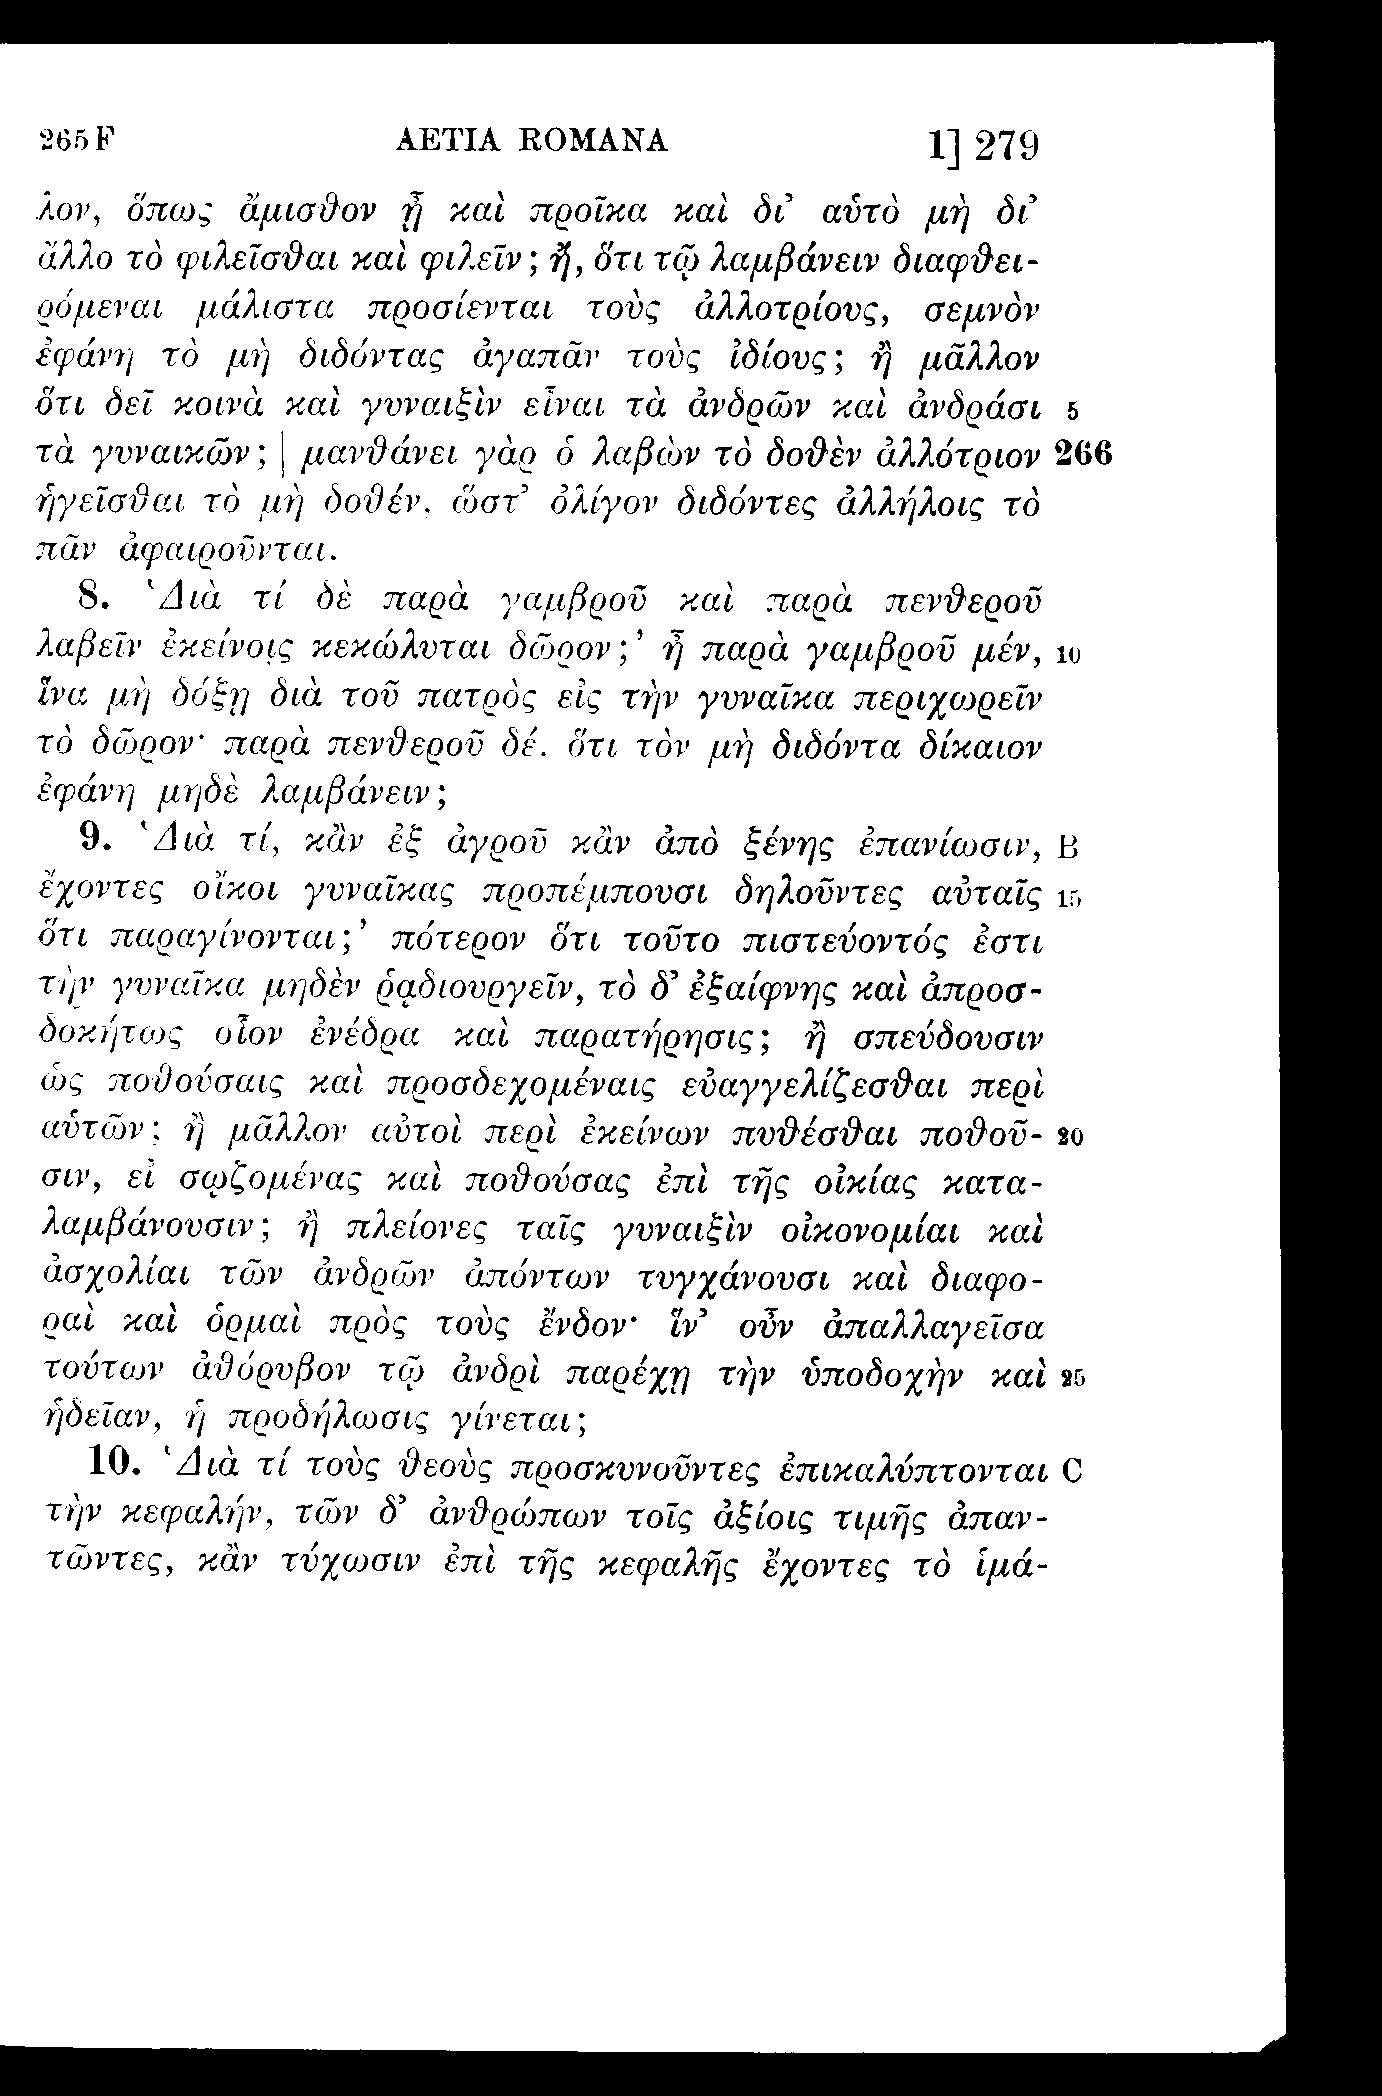 265 F AETIA ROMANA 1] 279
λον, ὅπως ἄμισθον ᾖ καὶ προῖκα καὶ δι’ αὑτὸ μὴ δι’
ἄλλο τὸ φιλεῖσθαι καὶ φιλεῖν; ἤ, ὅτι τῷ λαμβάνειν διαφθει-
ρόμεναι μάλιστα προσίενται τοὺς ἀλλοτρίους, σεμνὸν
ἐφάνη τὸ μὴ διδόντας ἀγαπᾶν τοὺς ἰδίους; ἢ μᾶλλον
ὅτι δεῖ κοινὰ καὶ γυναιξὶν εἶναι τὰ ἀνδρῶν καὶ ἀνδράσι 5
τὰ γυναικῶν; | μανθάνει γὰρ ὁ λαβὼν τὸ δοθὲν ἀλλότριον 266
ἡγεῖσθαι τὸ μὴ δοθέν, ὥστ’ ὀλίγον διδόντες ἀλλήλοις τὸ
πᾶν ἀφαιροῦνται.
8. ‘Διὰ τί δὲ παρὰ γαμβροῦ καὶ παρὰ πενθεροῦ
λαβεῖν ἐκείνοις κεκώλυται δῶρον;’ ἦ παρὰ γαμβροῦ μέν, 10
ἵνα μὴ δόξῃ διὰ τοῦ πατρὸς εἰς τὴν γυναῖκα περιχωρεῖν
τὸ δῶρον· παρὰ πενθεροῦ δέ, ὅτι τὸν μὴ διδόντα δίκαιον
ἐφάνη μηδὲ λαμβάνειν;
9. ‘Διὰ τί, κἂν ἐξ ἀγροῦ κἂν ἀπὸ ξένης ἐπανίωσιν, B
ἔχοντες οἴκοι γυναῖκας προπέμπουσι δηλοῦντες αὐταῖς 15
ὅτι παραγίνονται;’ πότερον ὅτι τοῦτο πιστεύοντός ἐστι
τὴν γυναῖκα μηδὲν ῥᾳδιουργεῖν, τὸ δ’ ἐξαίφνης καὶ ἀπροσ-
δοκήτως οἷον ἐνέδρα καὶ παρατήρησις; ἢ σπεύδουσιν
ὡς ποθούσαις καὶ προσδεχομέναις εὐαγγελίζεσθαι περὶ
αὑτῶν; ἢ μᾶλλον αὐτοὶ περὶ ἐκείνων πυθέσθαι ποθοῦ- 20
σιν, εἰ σῳζομένας καὶ ποθούσας ἐπὶ τῆς οἰκίας κατα-
λαμβάνουσιν; ἢ πλείονες ταῖς γυναιξὶν οἰκονομίαι καὶ
ἀσχολίαι τῶν ἀνδρῶν ἀπόντων τυγχάνουσι καὶ διαφο-
ραὶ καὶ ὁρμαὶ πρὸς τοὺς ἔνδον· ἵν’ οὖν ἀπαλλαγεῖσα
τούτων ἀθόρυβον τῷ ἀνδρὶ παρέχῃ τὴν ὑποδοχὴν καὶ 25
ἡδεῖαν, ἡ προδήλωσις γίνεται;
10. ‘Διὰ τί τοὺς θεοὺς προσκυνοῦντες ἐπικαλύπτονται C
τὴν κεφαλήν, τῶν δ’ ἀνθρώπων τοῖς ἀξίοις τιμῆς ἀπαν-
τῶντες, κἂν τύχωσιν ἐπὶ τῆς κεφαλῆς ἔχοντες τὸ ἱμά-